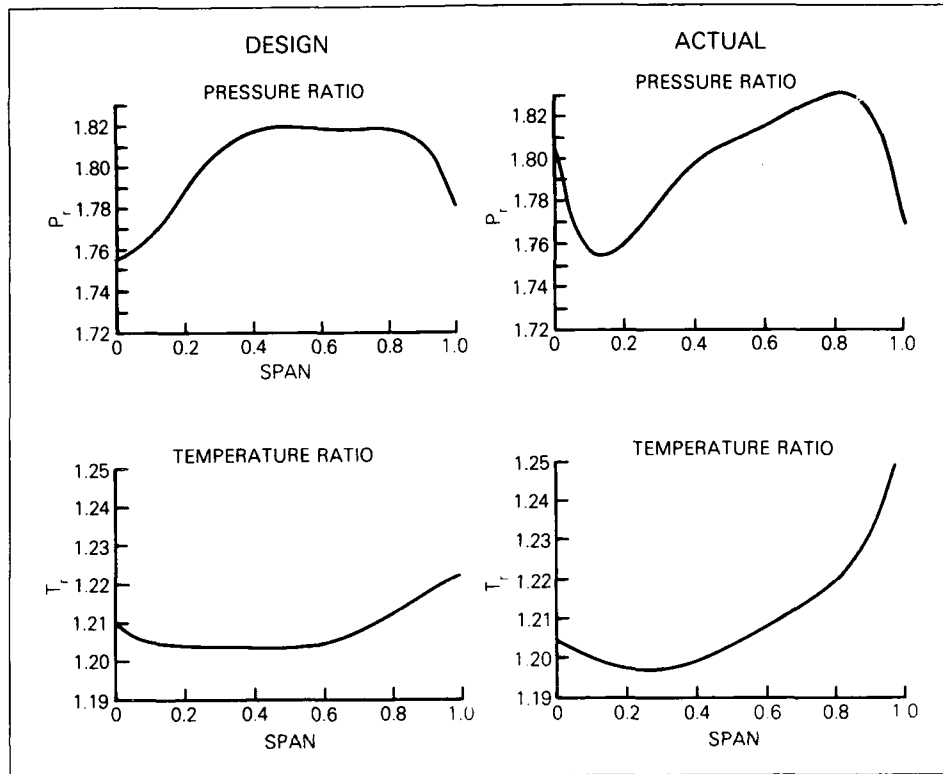 DESIGN
PRESSURE RATIO
1.82
1.80
1.78
1.76
1.74
1.72
Pr
0 0.2 0.4 0.6 0.8 1.0
SPAN
ACTUAL
PRESSURE RATIO
1.82
1.80
1.78
1.76
1.74
1.72
Pr
0 0.2 0.4 0.6 0.8 1.0
SPAN
TEMPERATURE RATIO
1.25
1.24
1.23
1.22
1.21
1.20
1.19
Tr
0 0.2 0.4 0.6 0.8 1.0
SPAN
TEMPERATURE RATIO
1.25
1.24
1.23
1.22
1.21
1.20
1.19
Tr
0 0.2 0.4 0.6 0.8 1.0
SPAN